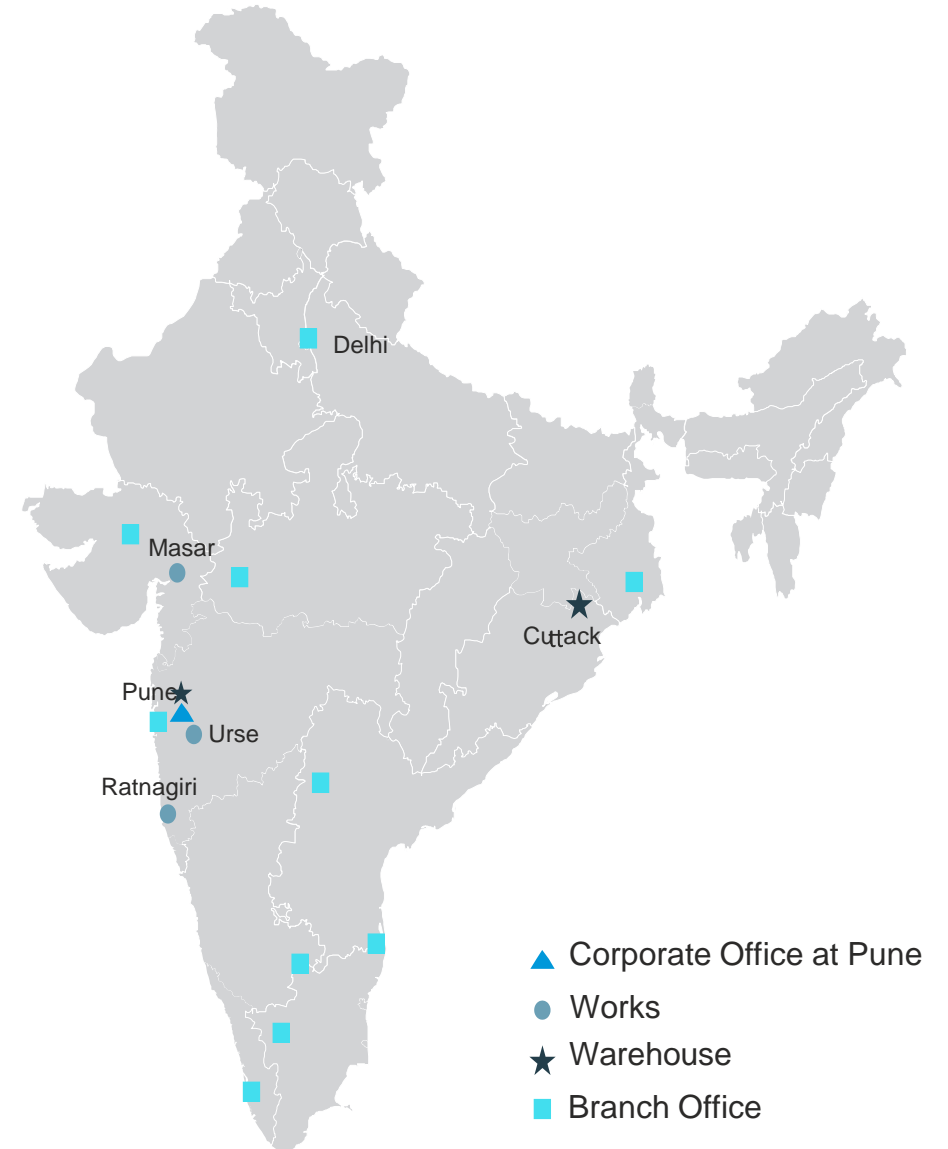 Delhi
Masar
Cuttack
Pune
Urse
Ratnagiri
Corporate Office at Pune
Works
Warehouse
Branch Office